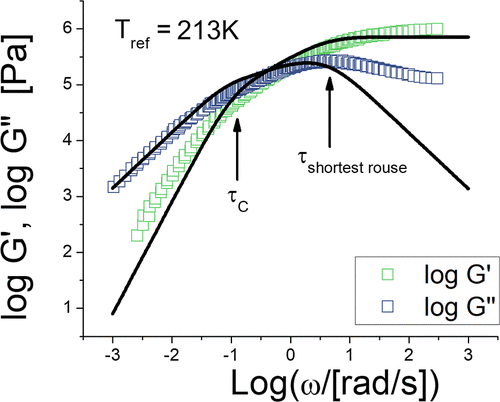 T_ref = 213K
6
5
4
3
2
1
log G', log G'' [Pa]
τ_C
τ_shortest rouse
log G'
log G''
-3 -2 -1 0 1 2 3
Log(ω/[rad/s])